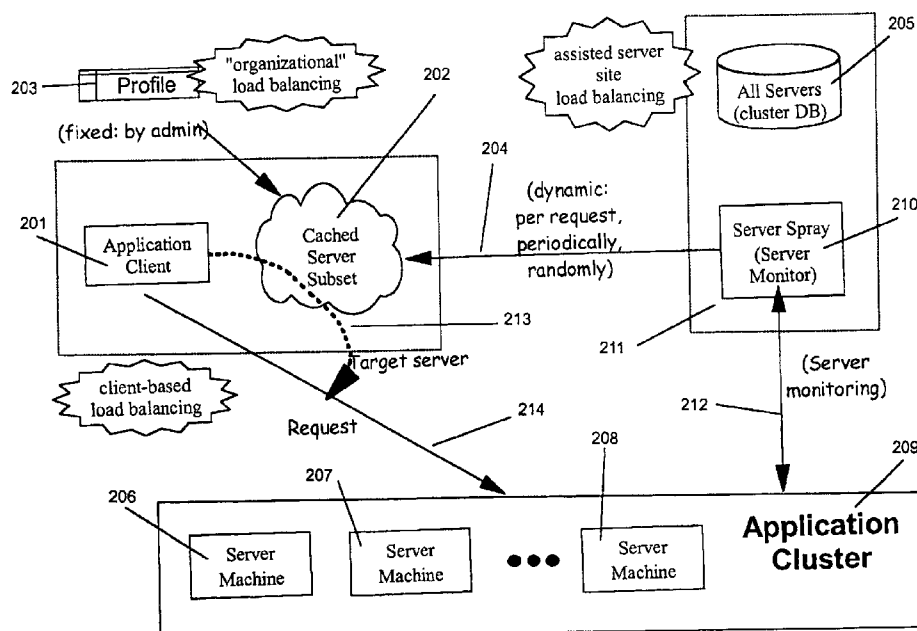 203
Profile
"organizational"
load balancing
202
assisted server
site
load balancing
205
All Servers
(cluster DB)
(fixed: by admin)
204
(dynamic:
per request,
periodically,
randomly)
201
Application
Client
Cached
Server
Subset
Server Spray
(Server
Monitor)
210
213
211
Target server
client-based
load balancing
Request
214
(Server
monitoring)
212
206
207
208
209
Server
Machine
Server
Machine
Server
Machine
Application
Cluster